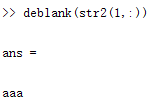 >> deblank(str2(1,:))
ans =
aaa